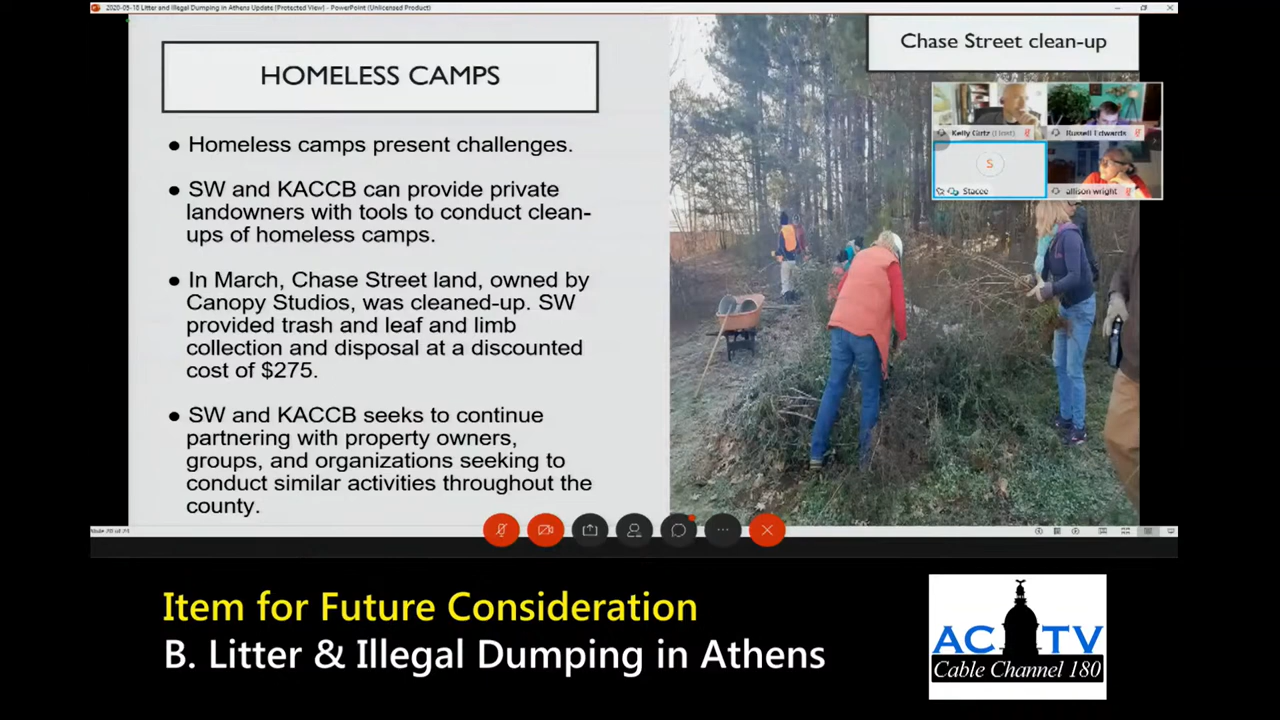 2020-05-18 Litter and Illegal Dumping in Athens Update [Protected View] - PowerPoint (Unlicensed Product)
Chase Street clean-up
HOMELESS CAMPS
Kelly Girtz (Host)
Russell Edwards
S
Stacee
allison wright
● Homeless camps present challenges.
● SW and KACCB can provide private
landowners with tools to conduct clean-
ups of homeless camps.
● In March, Chase Street land, owned by
Canopy Studios, was cleaned-up. SW
provided trash and leaf and limb
collection and disposal at a discounted
cost of $275.
● SW and KACCB seeks to continue
partnering with property owners,
groups, and organizations seeking to
conduct similar activities throughout the
county.
Item for Future Consideration
B. Litter & Illegal Dumping in Athens
AC TV
Cable Channel 180